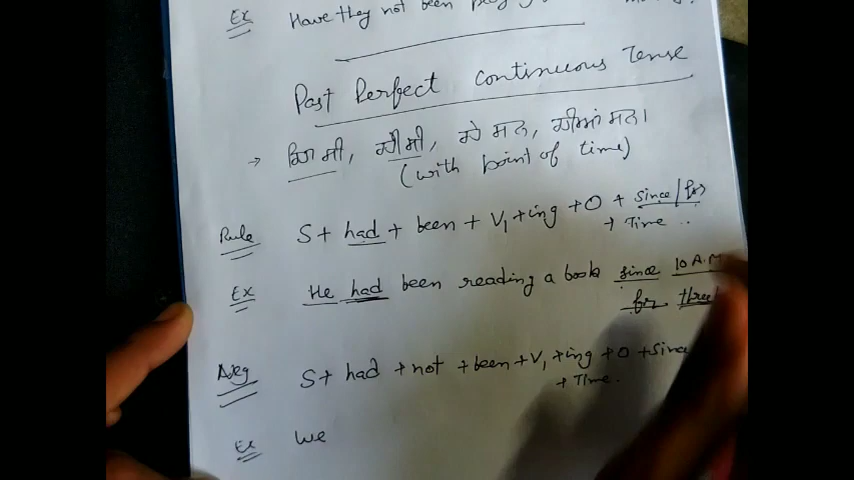 Ex Have they not been
Past Perfect Continuous Tense
→ ਰਿਹਾ ਸੀ, ਰਹੀ ਸੀ, ਰਹੇ ਸਨ, ਰਹੀਆਂ ਸਨ।
(with point of time)
Rule S + had + been + V₁ + ing + O + Since/for
+ Time ..
Ex He had been reading a book since 10 A.M
for three
Neg S + had + not + been + V₁ + ing + O + Since
+ Time.
Ex We